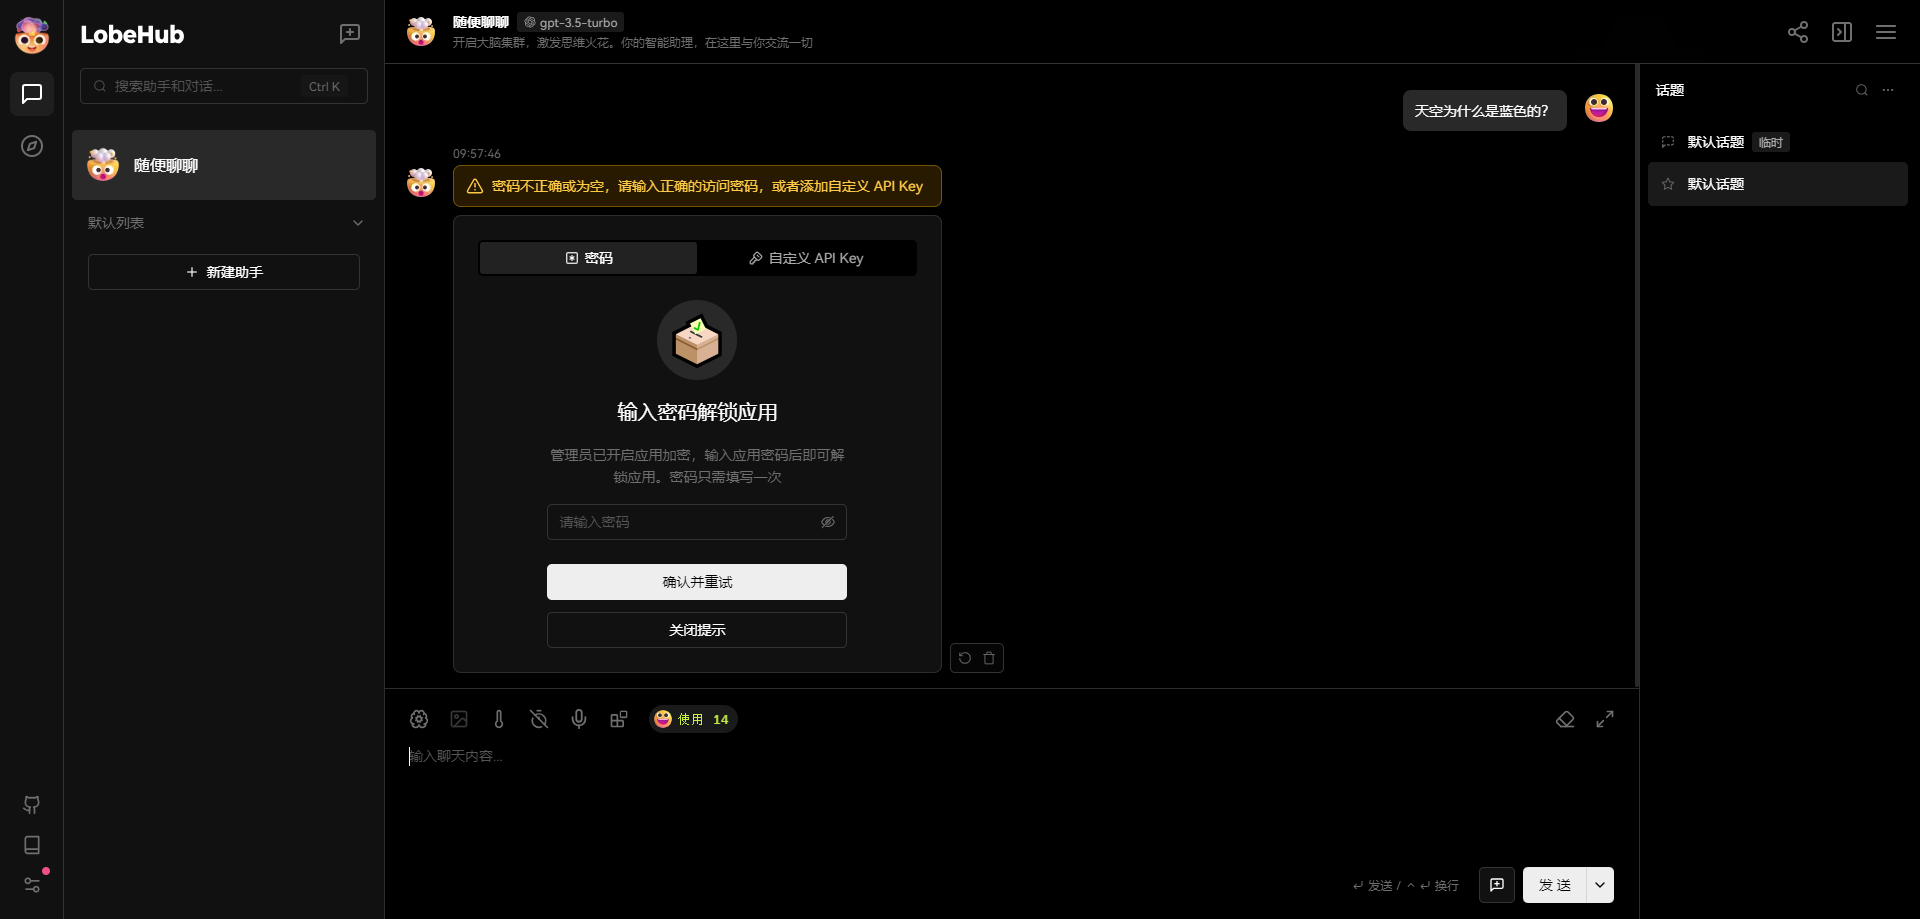 LobeHub
搜索助手和对话...
Ctrl K
随便聊聊
默认列表
新建助手
随便聊聊
gpt-3.5-turbo
开启大脑集群，激发思维火花。你的智能助理，在这里与你交流一切
天空为什么是蓝色的？
09:57:46
密码不正确或为空，请输入正确的访问密码，或者添加自定义 API Key
密码
自定义 API Key
输入密码解锁应用
管理员已开启应用加密，输入应用密码后即可解
锁应用。密码只需填写一次
请输入密码
确认并重试
关闭提示
使用 14
输入聊天内容...
↵ 发送 / ^ ↵ 换行
发 送
话题
默认话题
临时
默认话题